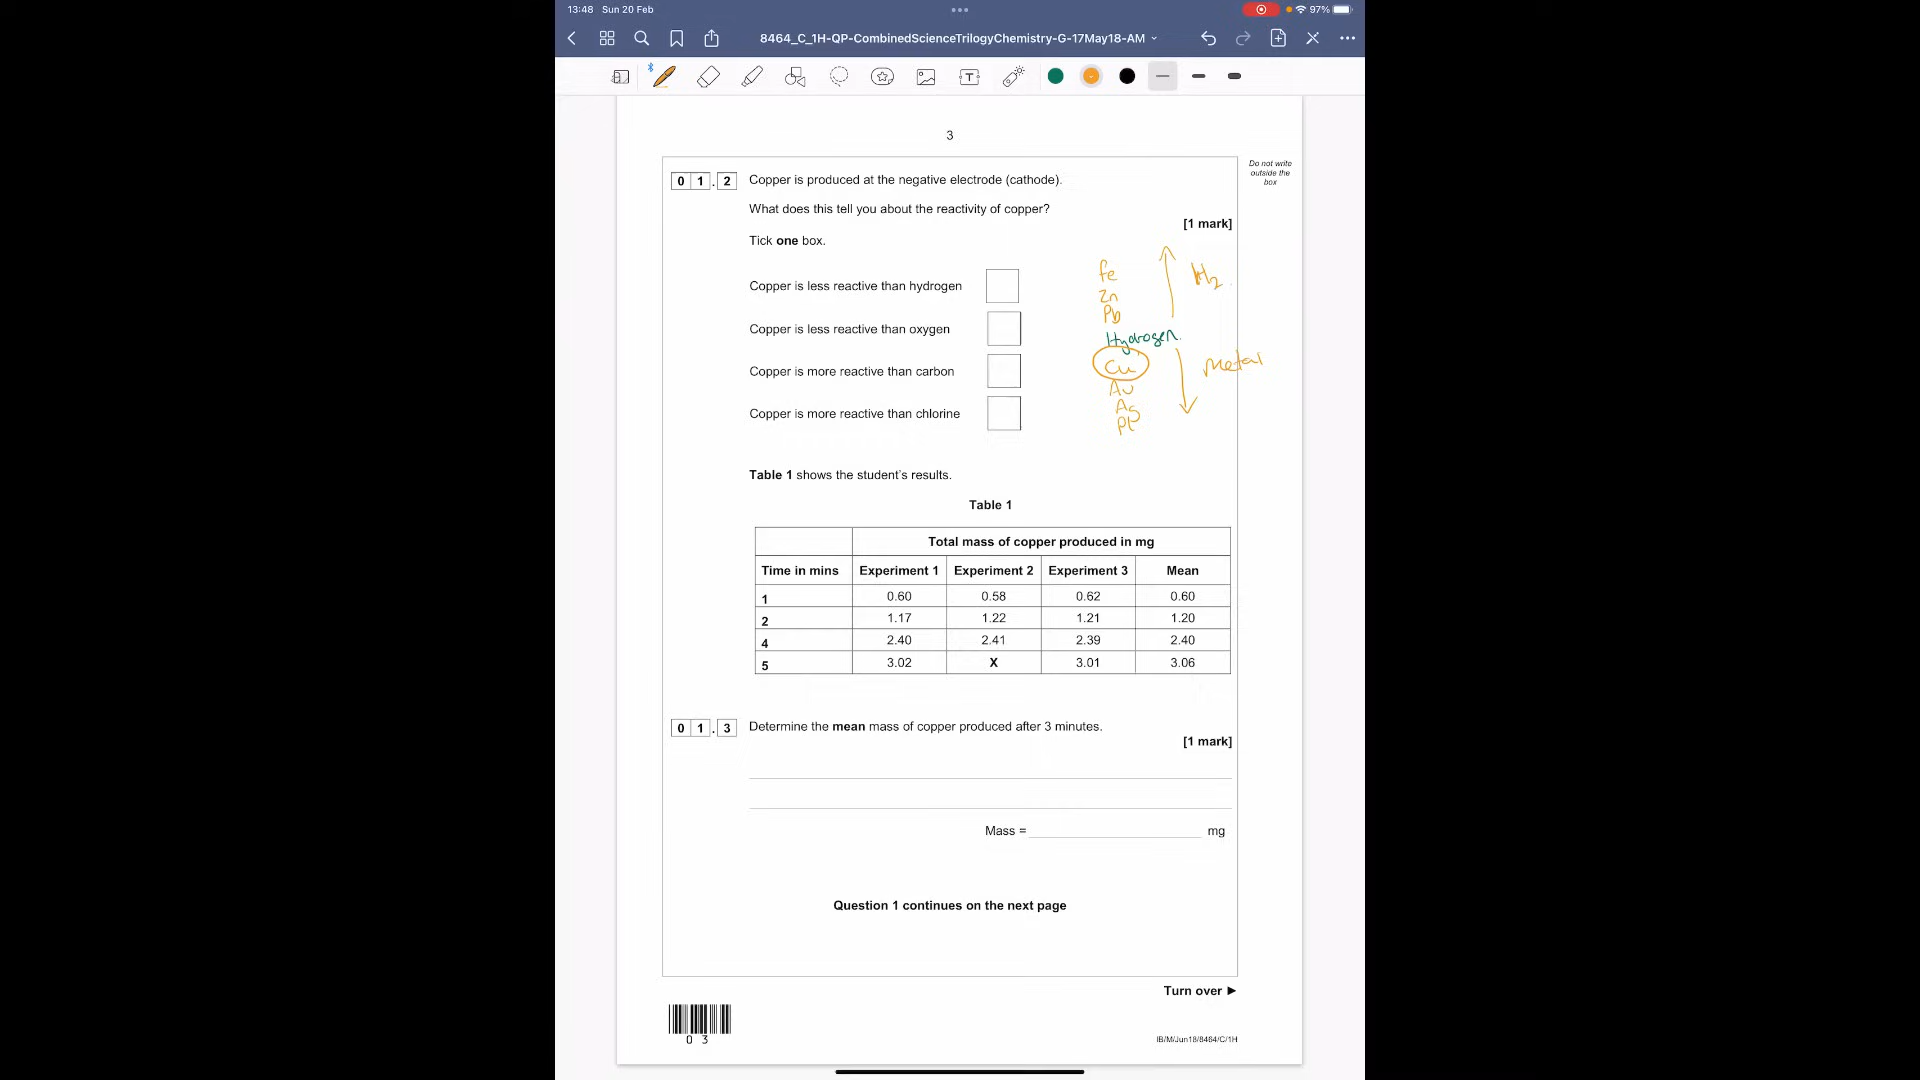 13:48 Sun 20 Feb
97%
8464_C_1H-QP-CombinedScienceTrilogyChemistry-G-17May18-AM
3
Do not write
outside the
box
0 1 . 2 Copper is produced at the negative electrode (cathode).
What does this tell you about the reactivity of copper?
[1 mark]
Tick one box.
Copper is less reactive than hydrogen
Copper is less reactive than oxygen
Copper is more reactive than carbon
Copper is more reactive than chlorine
Fe
Zn
Pb
Hydrogen.
Cu
Au
Ag
Pt
H2
Metal
Table 1 shows the student's results.
Table 1
Total mass of copper produced in mg
Time in mins Experiment 1 Experiment 2 Experiment 3 Mean
1 0.60 0.58 0.62 0.60
2 1.17 1.22 1.21 1.20
4 2.40 2.41 2.39 2.40
5 3.02 X 3.01 3.06
0 1 . 3 Determine the mean mass of copper produced after 3 minutes.
[1 mark]
Mass = mg
Question 1 continues on the next page
Turn over ►
0 3
IB/M/Jun18/8464/C/1H